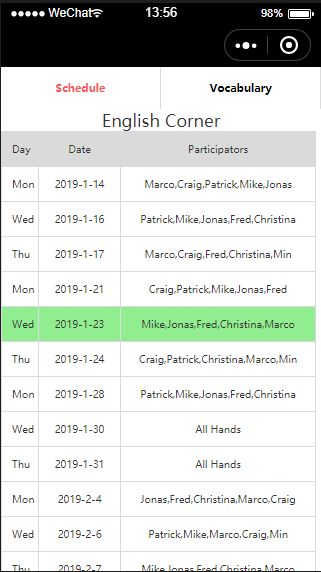 WeChat 13:56 98%
Schedule Vocabulary
English Corner
Day Date Participators
Mon 2019-1-14 Marco,Craig,Patrick,Mike,Jonas
Wed 2019-1-16 Patrick,Mike,Jonas,Fred,Christina
Thu 2019-1-17 Marco,Craig,Fred,Christina,Min
Mon 2019-1-21 Craig,Patrick,Mike,Jonas,Fred
Wed 2019-1-23 Mike,Jonas,Fred,Christina,Marco
Thu 2019-1-24 Craig,Patrick,Christina,Marco,Min
Mon 2019-1-28 Patrick,Mike,Jonas,Fred,Christina
Wed 2019-1-30 All Hands
Thu 2019-1-31 All Hands
Mon 2019-2-4 Jonas,Fred,Christina,Marco,Craig
Wed 2019-2-6 Patrick,Mike,Marco,Craig,Min
Thu 2019-2-7 Mike,Jonas,Fred,Christina,Marco